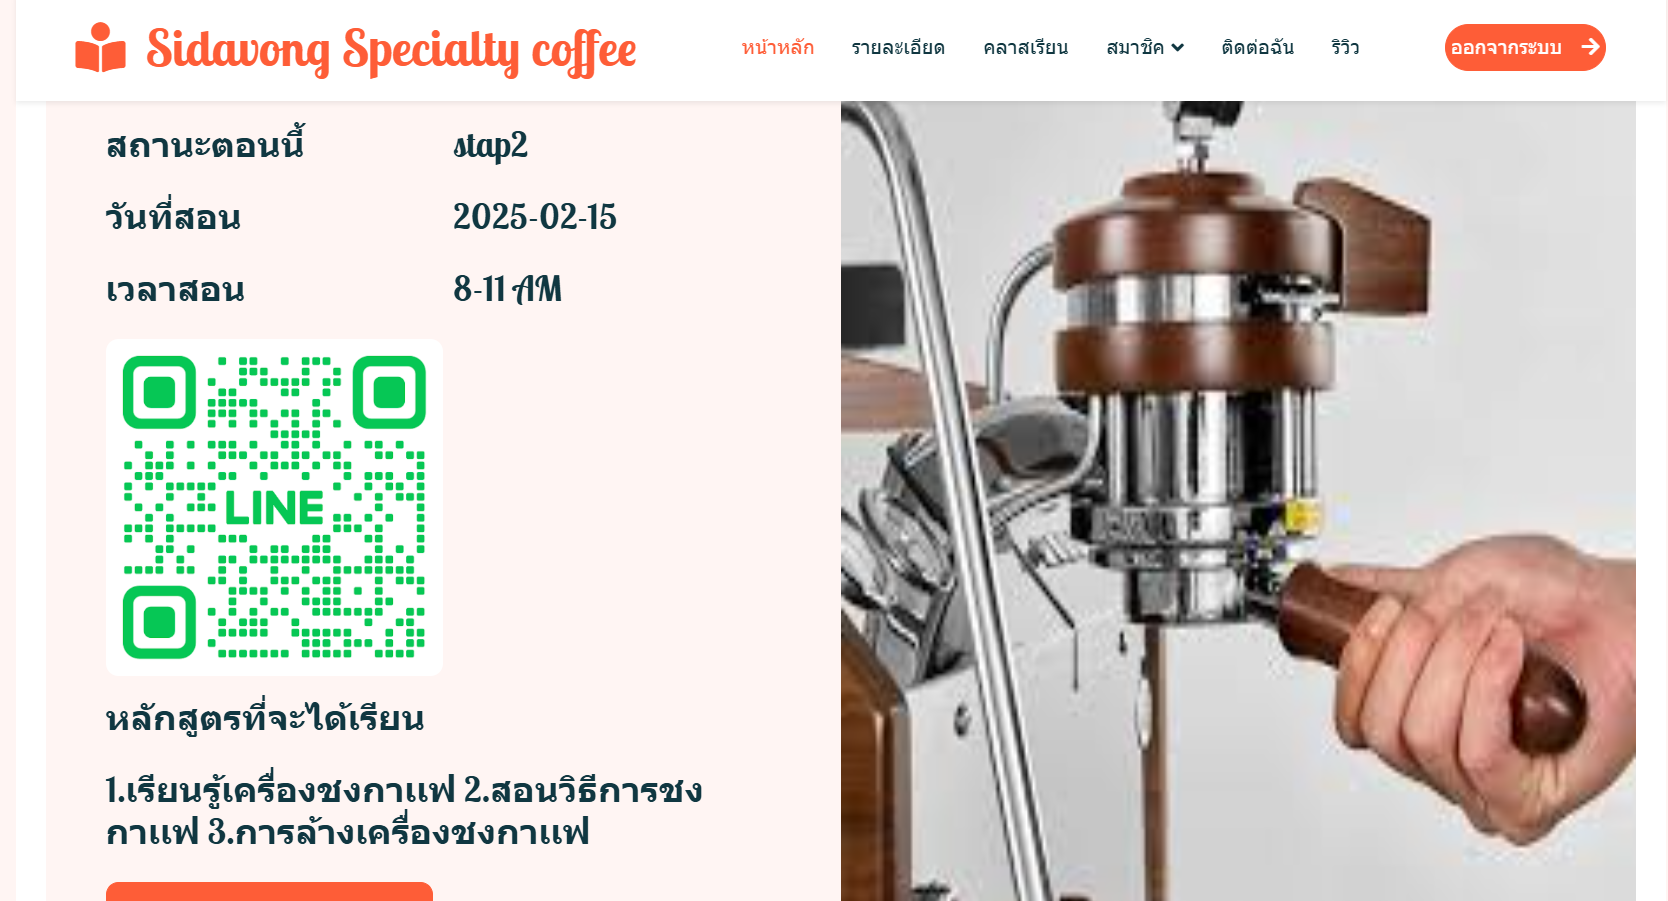 Sidavong Specialty coffee
หน้าหลัก รายละเอียด คลาสเรียน สมาชิค ติดต่อฉัน ริวิว ออกจากระบบ
สถานะตอนนี้ stap2
วันที่สอน 2025-02-15
เวลาสอน 8-11 AM
LINE
หลักสูตรที่จะได้เรียน
1.เรียนรู้เครื่องชงกาแฟ 2.สอนวิธีการชง
กาแฟ 3.การล้างเครื่องชงกาแฟ